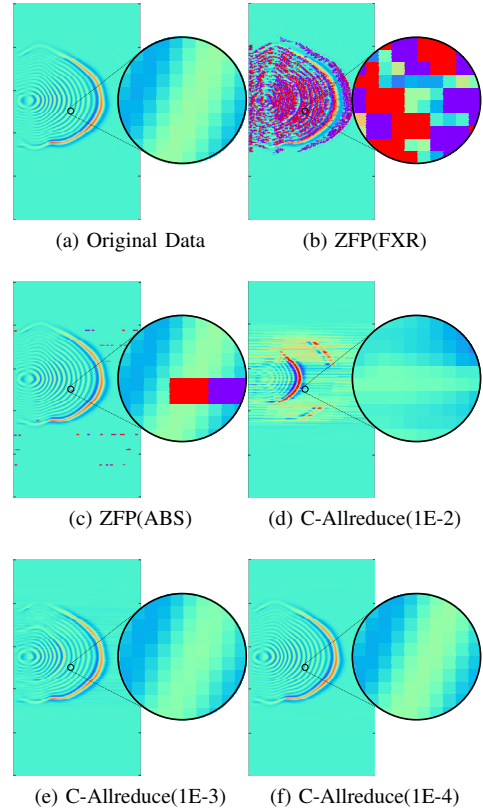 (a) Original Data
(b) ZFP(FXR)
(c) ZFP(ABS)
(d) C-Allreduce(1E-2)
(e) C-Allreduce(1E-3)
(f) C-Allreduce(1E-4)